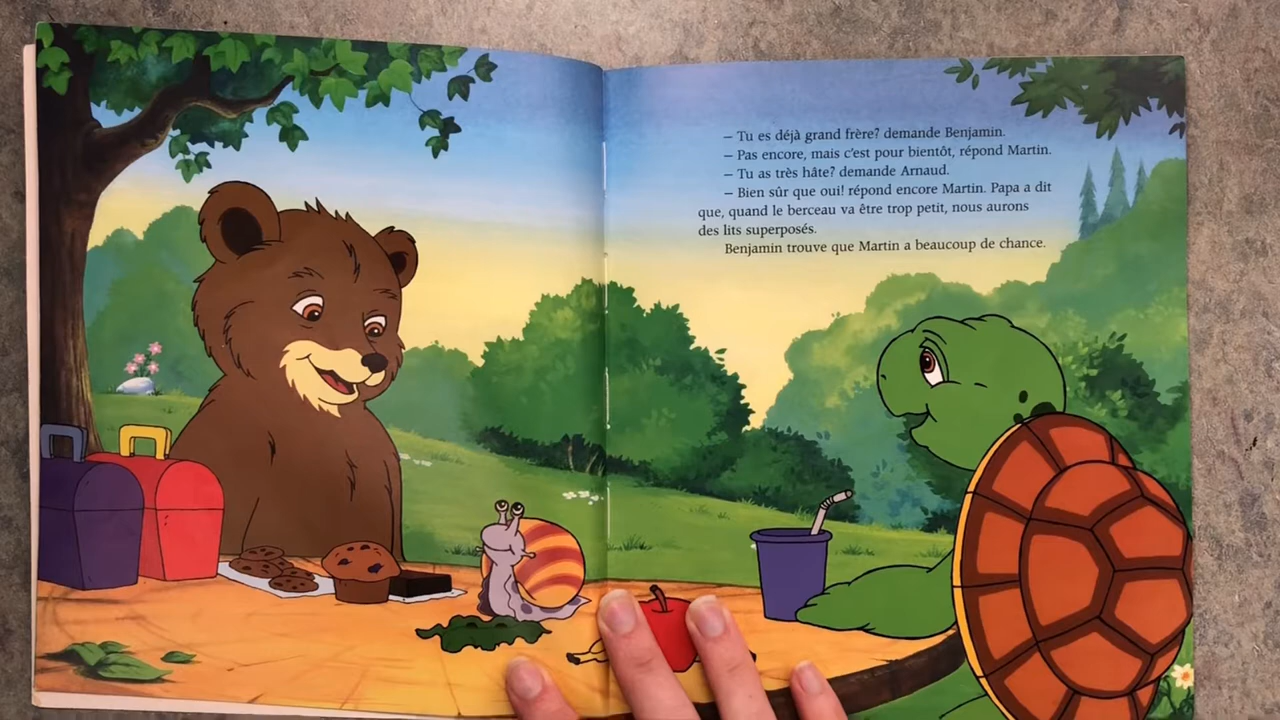 – Tu es déjà grand frère? demande Benjamin.
– Pas encore, mais c'est pour bientôt, répond Martin.
– Tu as très hâte? demande Arnaud.
– Bien sûr que oui! répond encore Martin. Papa a dit
que, quand le berceau va être trop petit, nous aurons
des lits superposés.
Benjamin trouve que Martin a beaucoup de chance.